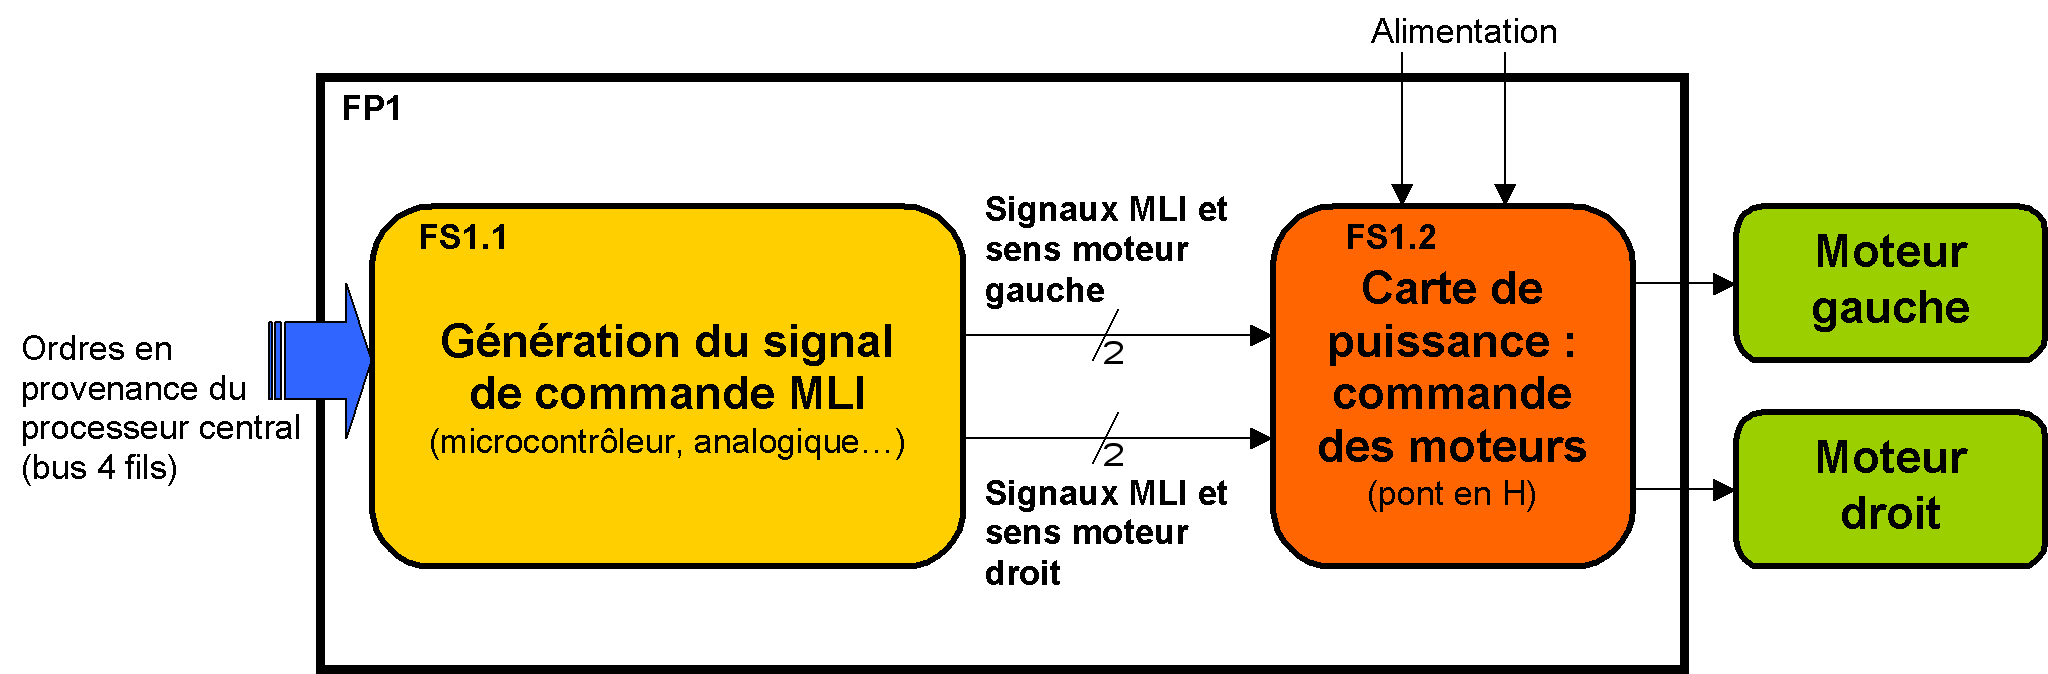 Alimentation
FP1
FS1.1
Génération du signal
de commande MLI
(microcontrôleur, analogique…)
Ordres en
provenance du
processeur central
(bus 4 fils)
Signaux MLI et
sens moteur
gauche
2
2
Signaux MLI et
sens moteur
droit
FS1.2
Carte de
puissance :
commande
des moteurs
(pont en H)
Moteur
gauche
Moteur
droit